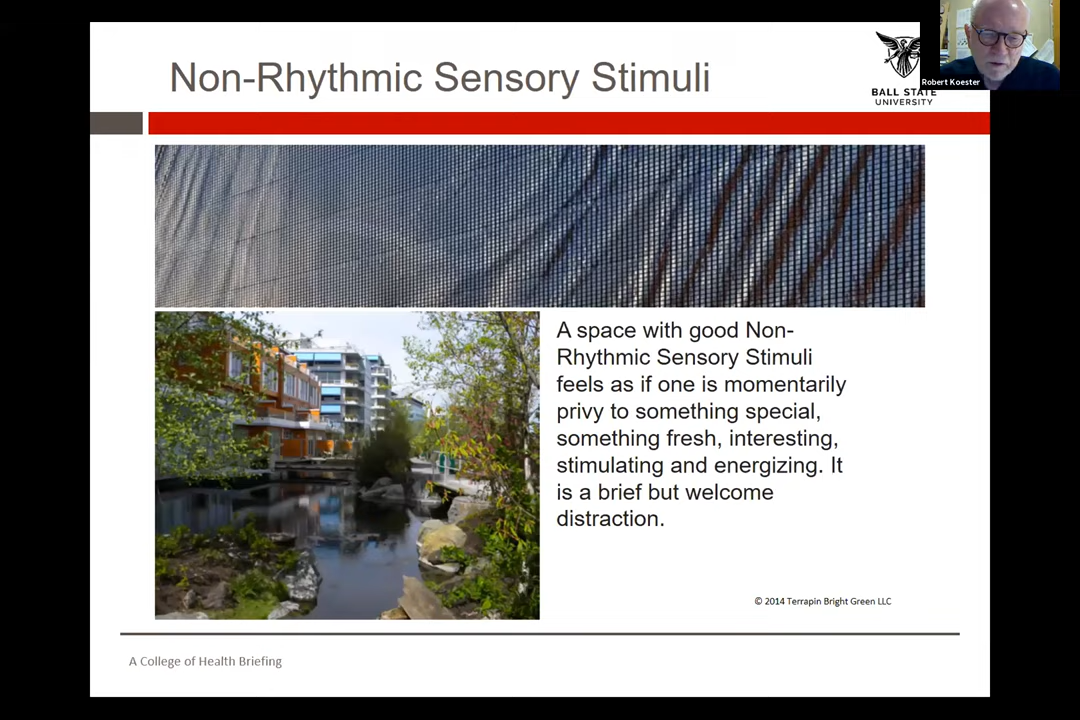 Non-Rhythmic Sensory Stimuli
BALL STATE
UNIVERSITY
Robert Koester
A space with good Non-
Rhythmic Sensory Stimuli
feels as if one is momentarily
privy to something special,
something fresh, interesting,
stimulating and energizing. It
is a brief but welcome
distraction.
© 2014 Terrapin Bright Green LLC
A College of Health Briefing